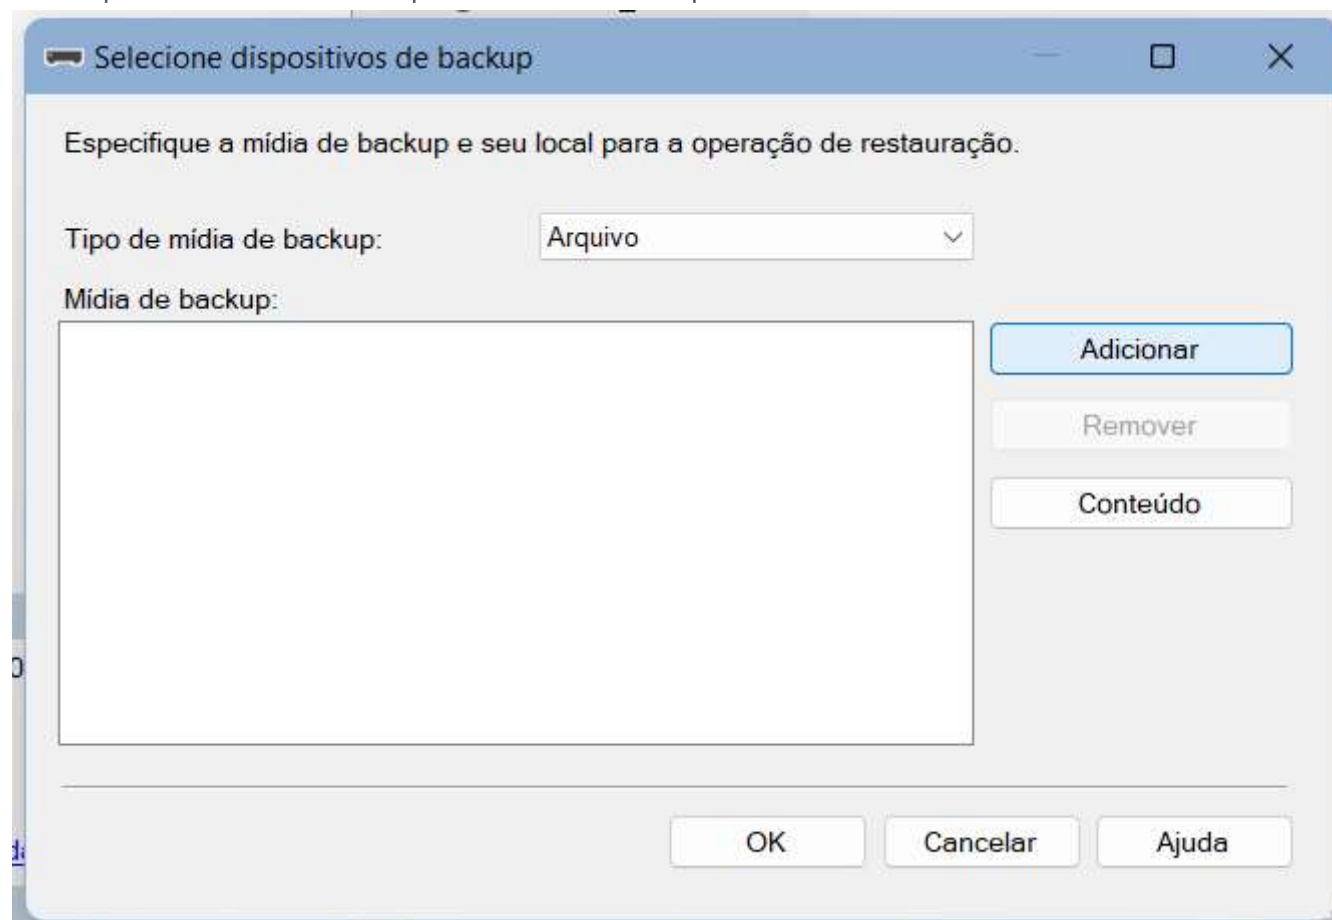 Selecione dispositivos de backup
Especifique a mídia de backup e seu local para a operação de restauração.
Tipo de mídia de backup:
Arquivo
Mídia de backup:
Adicionar
Remover
Conteúdo
OK
Cancelar
Ajuda